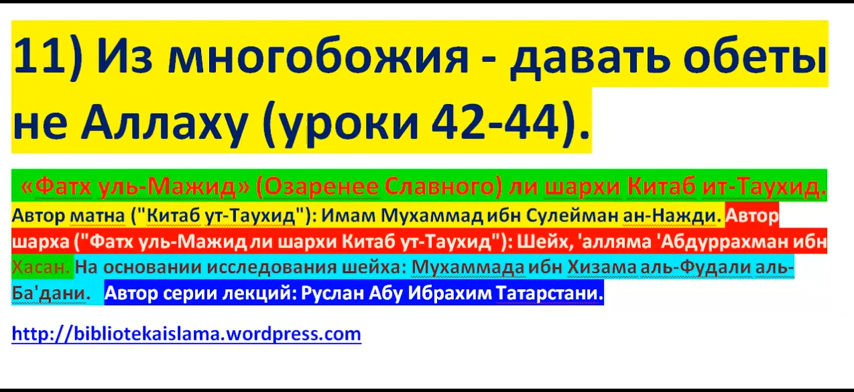 11) Из многобожия - давать обеты
не Аллаху (уроки 42-44).
«Фатх уль-Мажид» (Озаренее Славного) ли шархи Китаб ит-Таухид.
Автор матна ("Китаб ут-Таухид"): Имам Мухаммад ибн Сулейман ан-Нажди. Автор
шарха ("Фатх уль-Мажид ли шархи Китаб ут-Таухид"): Шейх, 'алляма 'Абдуррахман ибн
Хасан. На основании исследования шейха: Мухаммада ибн Хизама аль-Фудали аль-
Ба'дани. Автор серии лекций: Руслан Абу Ибрахим Татарстани.
http://bibliotekaislama.wordpress.com